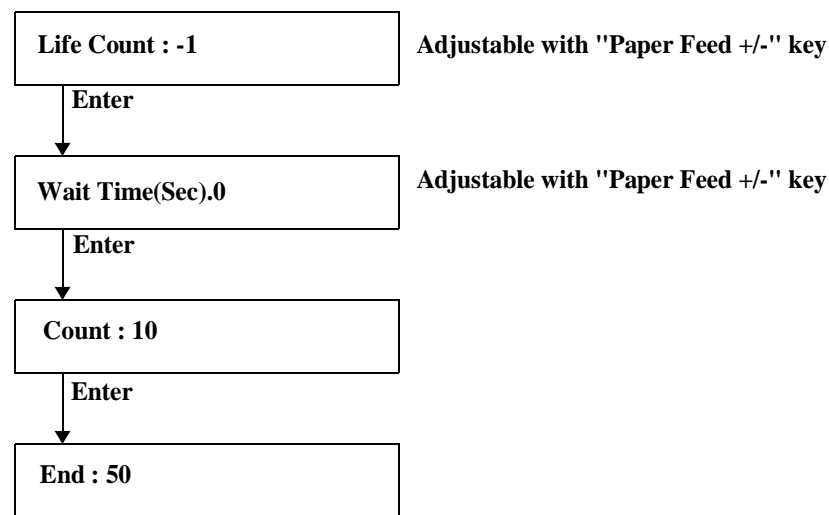 Life Count : -1
Adjustable with "Paper Feed +/-" key
Enter
Wait Time(Sec).0
Adjustable with "Paper Feed +/-" key
Enter
Count : 10
Enter
End : 50